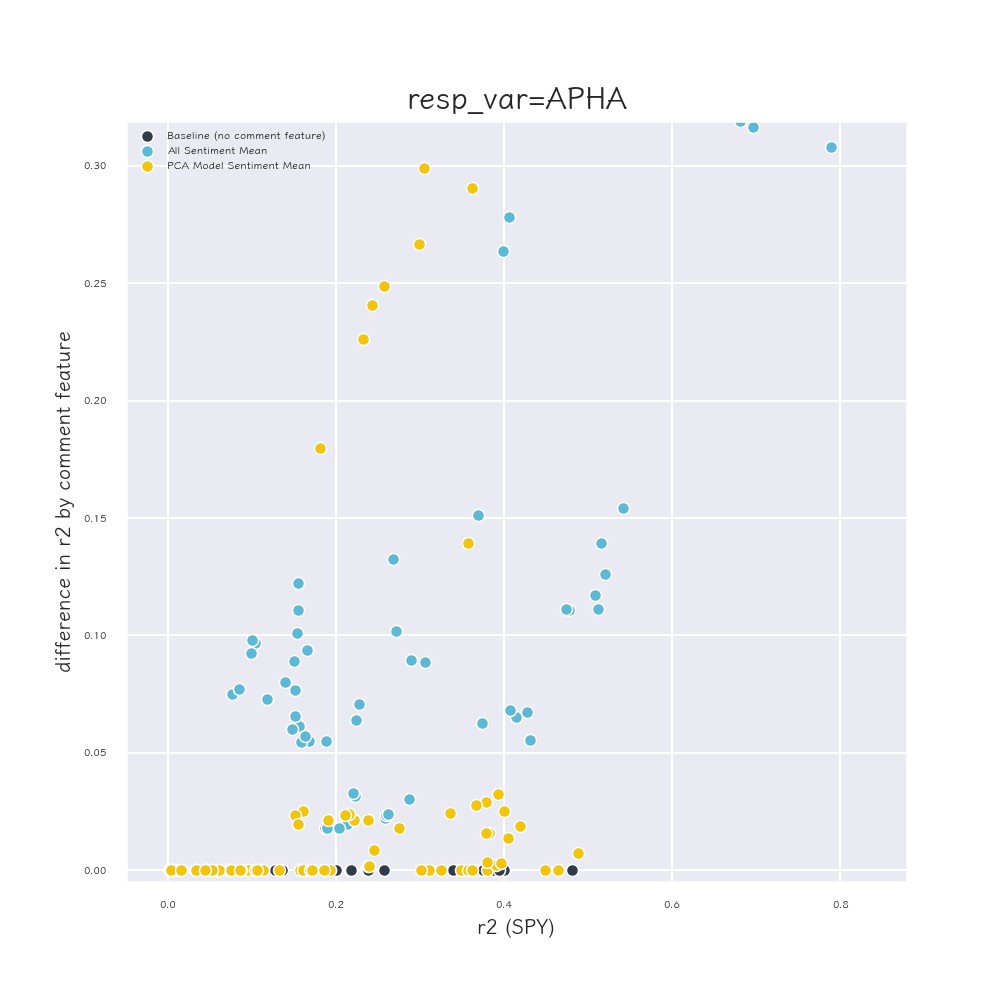 resp_var=APHA
Baseline (no comment feature)
All Sentiment Mean
PCA Model Sentiment Mean
difference in r2 by comment feature
0.30
0.25
0.20
0.15
0.10
0.05
0.00
0.0 0.2 0.4 0.6 0.8
r2 (SPY)